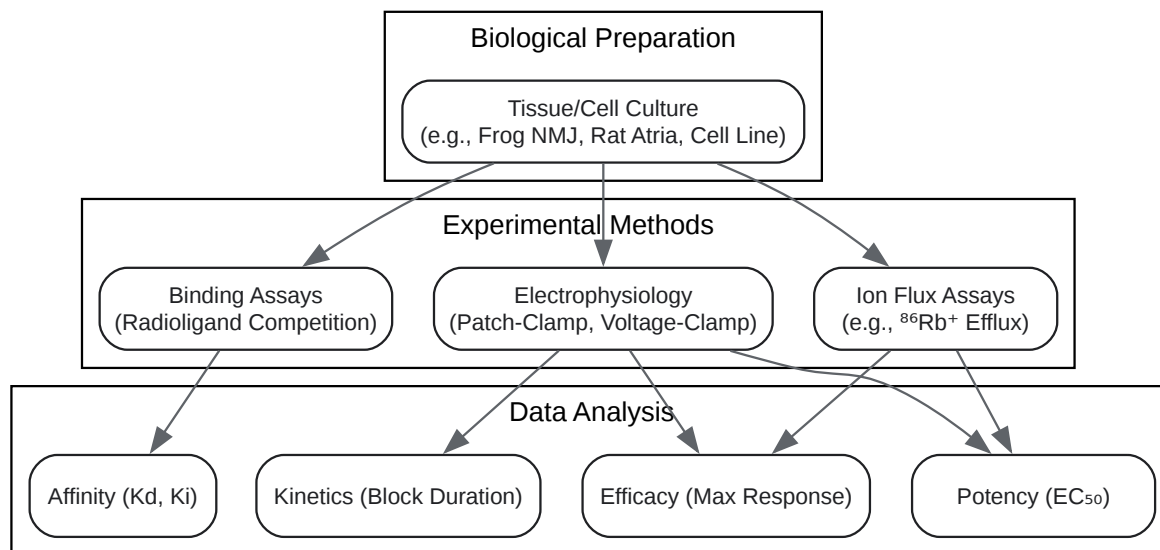 Biological Preparation
Tissue/Cell Culture
(e.g., Frog NMJ, Rat Atria, Cell Line)
Experimental Methods
Binding Assays
(Radioligand Competition)
Electrophysiology
(Patch-Clamp, Voltage-Clamp)
Ion Flux Assays
(e.g., ⁸⁶Rb⁺ Efflux)
Data Analysis
Affinity (Kd, Ki)
Kinetics (Block Duration)
Efficacy (Max Response)
Potency (EC₅₀)